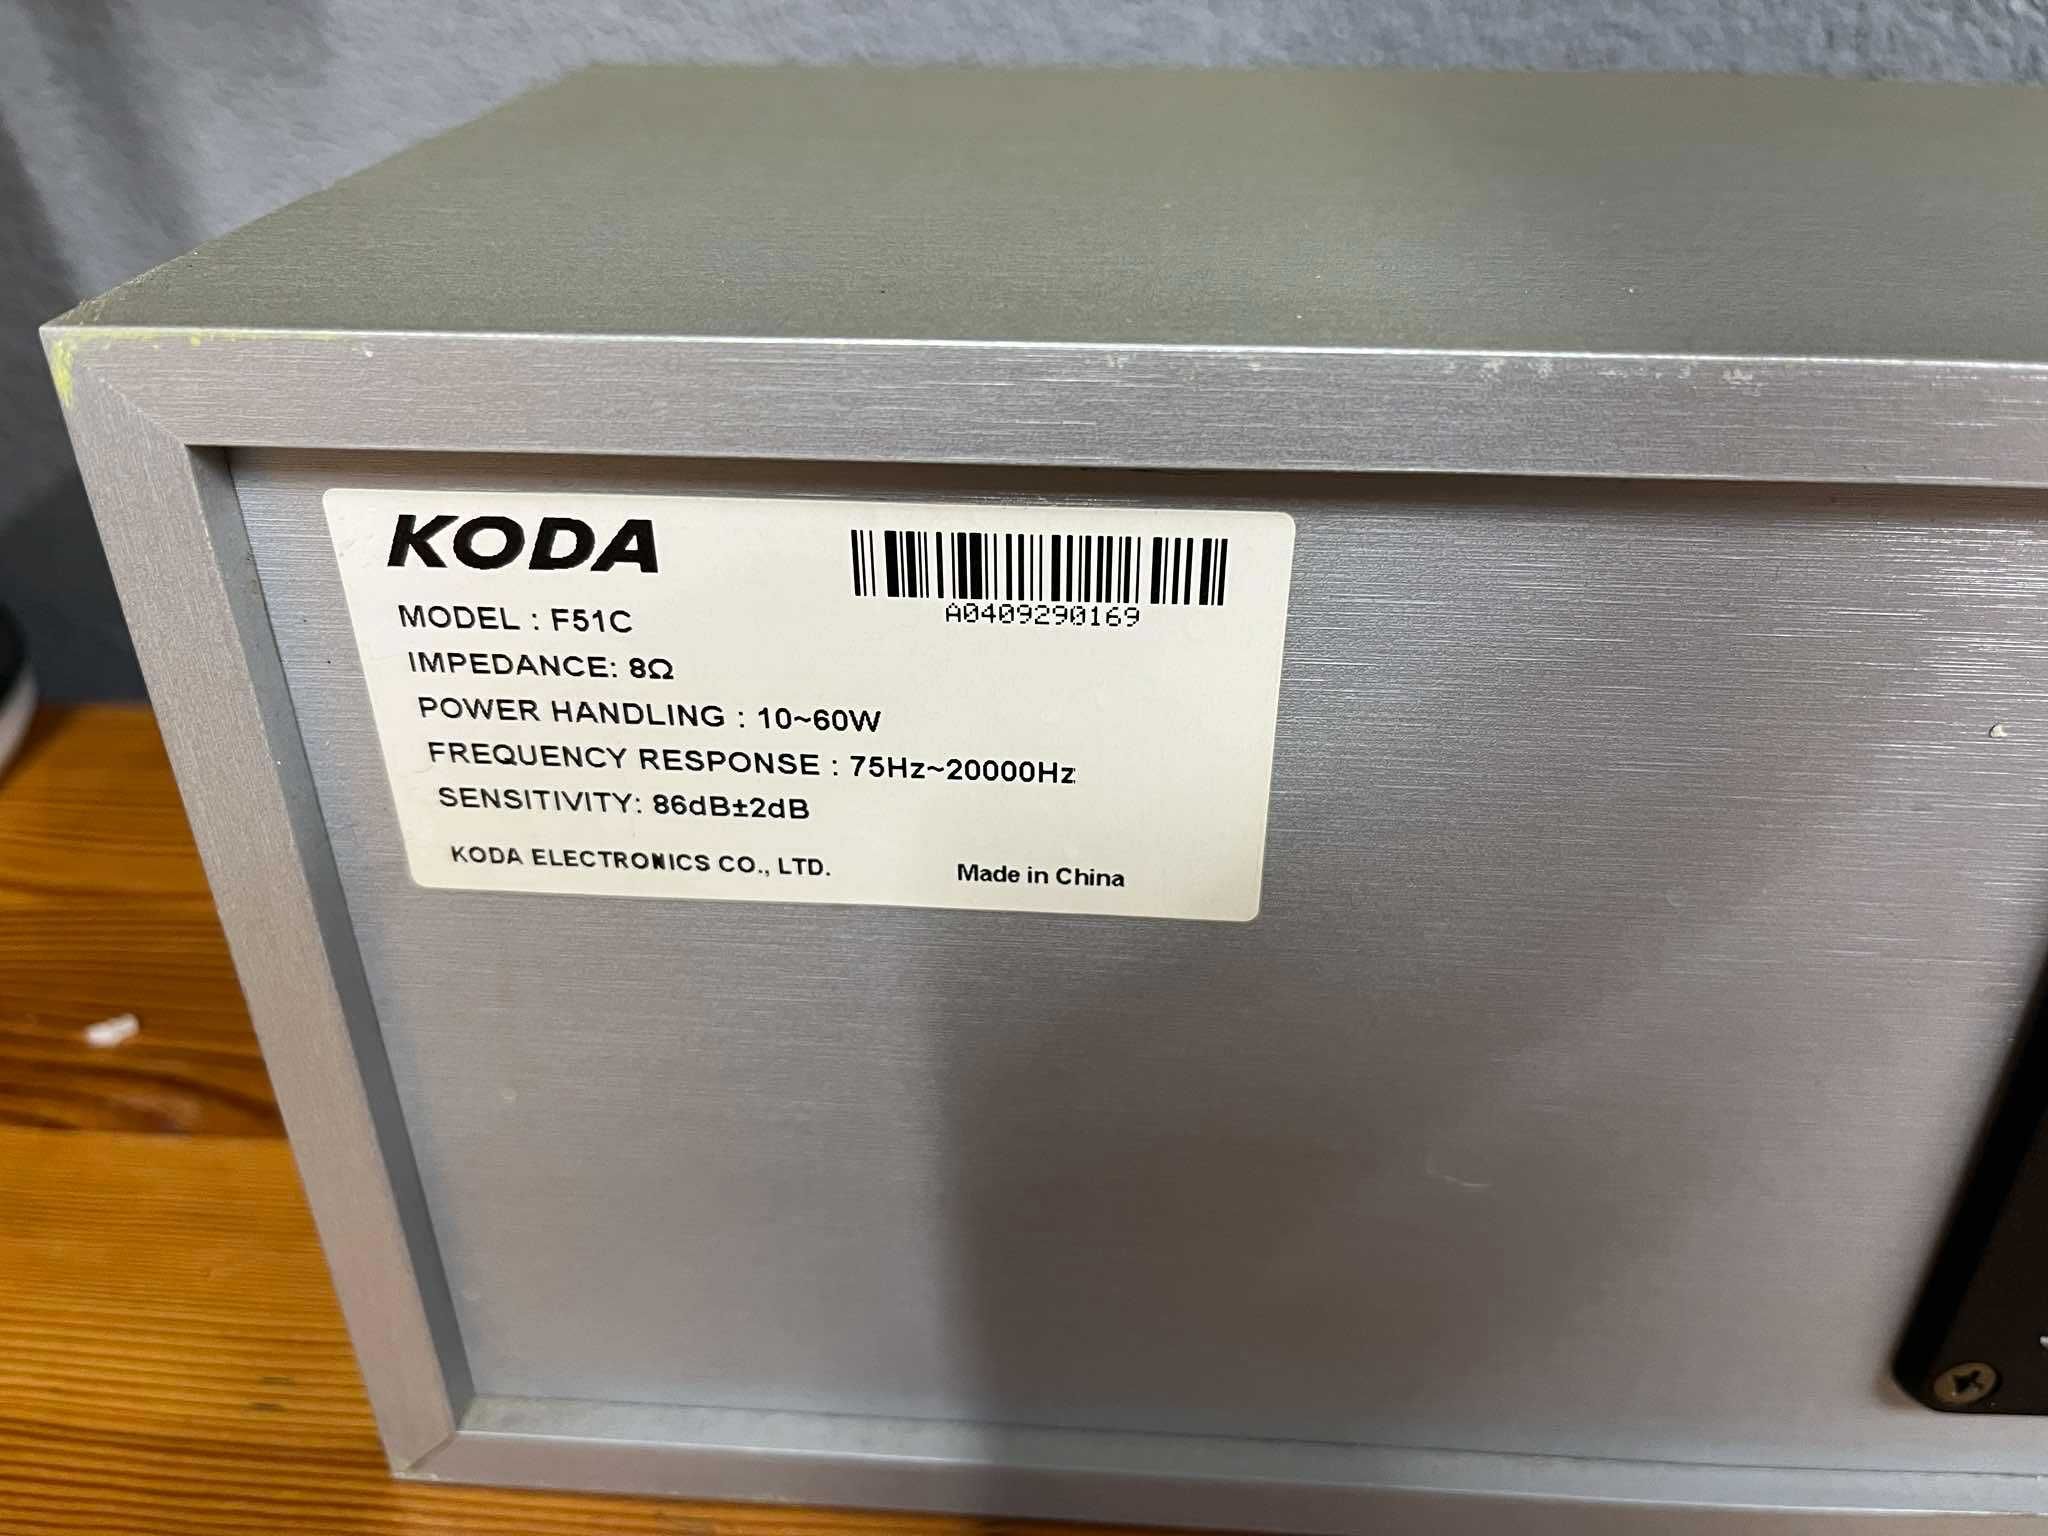 KODA
A0409290169
MODEL : F51C
IMPEDANCE: 8Ω
POWER HANDLING : 10~60W
FREQUENCY RESPONSE : 75Hz~20000Hz
SENSITIVITY: 86dB±2dB
KODA ELECTRONICS CO., LTD.
Made in China